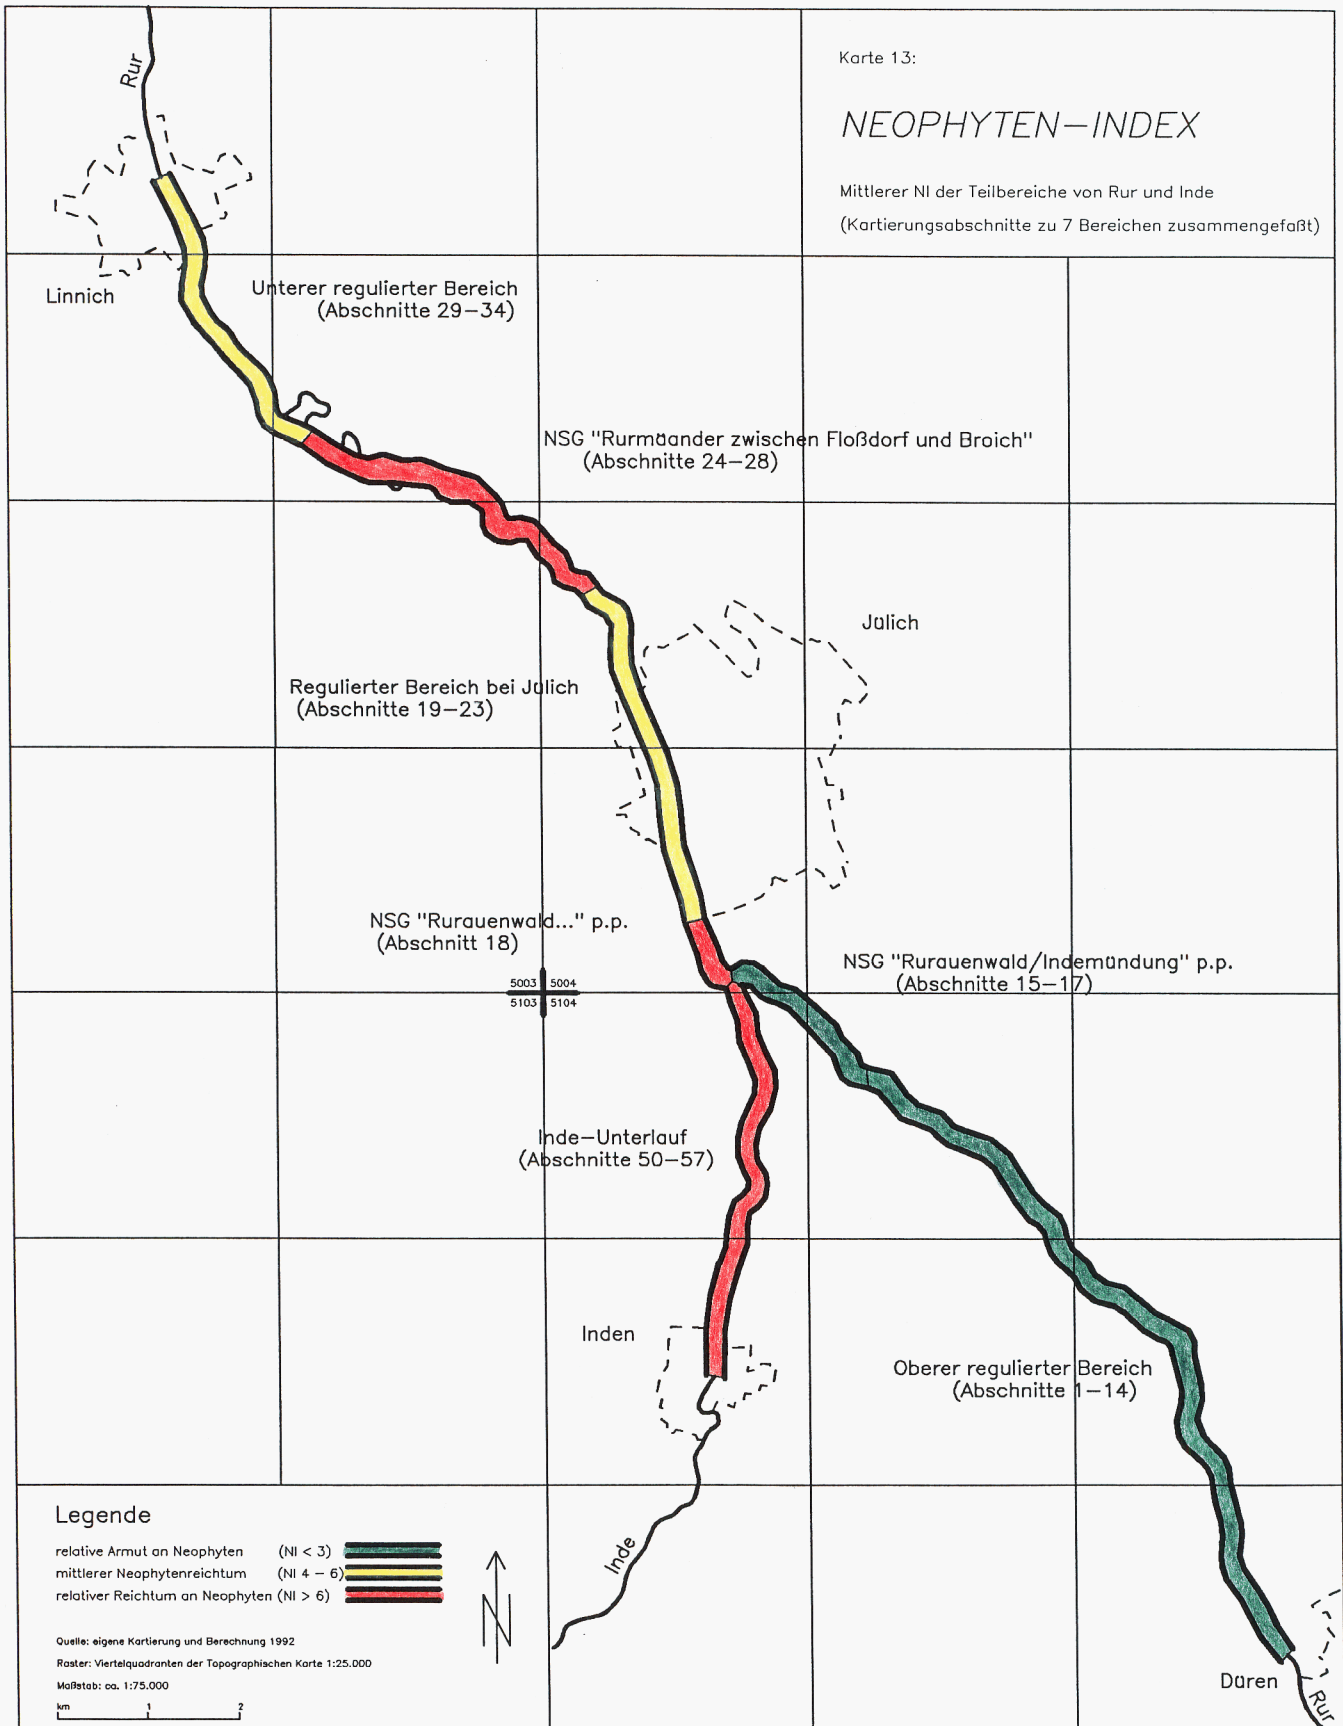 Rur
Karte 13:
NEOPHYTEN-INDEX
Mittlerer NI der Teilbereiche von Rur und Inde
(Kartierungsabschnitte zu 7 Bereichen zusammengefaßt)
Linnich
Unterer regulierter Bereich
(Abschnitte 29-34)
NSG "Rurmäander zwischen Floßdorf und Broich"
(Abschnitte 24-28)
Jülich
Regulierter Bereich bei Jülich
(Abschnitte 19-23)
NSG "Rurauenwald..." p.p.
(Abschnitt 18)
NSG "Rurauenwald/Indemündung" p.p.
(Abschnitte 15-17)
5003 5004
5103 5104
Inde-Unterlauf
(Abschnitte 50-57)
Inden
Oberer regulierter Bereich
(Abschnitte 1-14)
Legende
relative Armut an Neophyten (NI < 3)
mittlerer Neophytenreichtum (NI 4 - 6)
relativer Reichtum an Neophyten (NI > 6)
N
Inde
Quelle: eigene Kartierung und Berechnung 1992
Raster: Viertelquadranten der Topographischen Karte 1:25.000
Maßstab: ca. 1:75.000
km 1 2
Düren
Rur